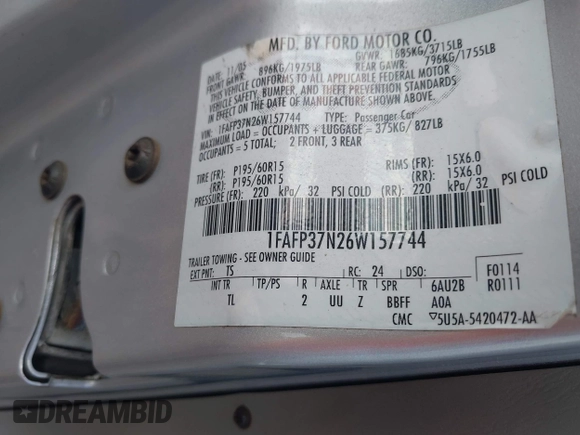 MFD. BY FORD MOTOR CO.
DATE: 11/05 GVWR: 1685KG/3715LB
FRONT GAWR: 896KG/1975LB REAR GAWR: 796KG/1755LB
THIS VEHICLE CONFORMS TO ALL APPLICABLE FEDERAL MOTOR
VEHICLE SAFETY, BUMPER, AND THEFT PREVENTION STANDARDS
IN EFFECT ON THE DATE OF MANUFACTURE SHOWN ABOVE.
VIN: 1FAFP37N26W157744 TYPE: Passenger Car
MAXIMUM LOAD = OCCUPANTS + LUGGAGE = 375KG/ 827LB
OCCUPANTS = 5 TOTAL: 2 FRONT, 3 REAR
TIRE (FR): P195/60R15 RIMS (FR): 15X6.0
(RR): P195/60R15 (RR): 15X6.0
PRESSURE (FR): 220 kPa/ 32 PSI COLD (RR): 220 kPa/ 32 PSI COLD
1FAFP37N26W157744
TRAILER TOWING - SEE OWNER GUIDE
EXT PNT: TS RC: 24 DSO: F0114
INT TR TP/PS R AXLE TR SPR 6AU2B R0111
TL 2 UU Z BBFF A0A
CMC ▽5U5A-5420472-AA
DREAMBID